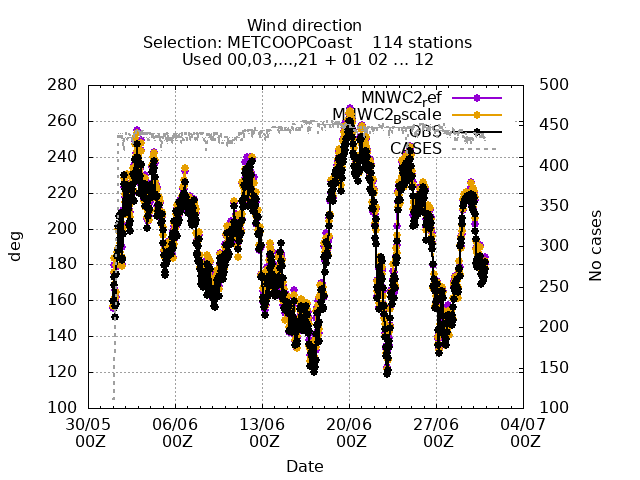 Wind direction
Selection: METCOOPCoast    114 stations
Used 00,03,...,21 + 01 02 ... 12
280
260
240
220
200
180
160
140
120
100
deg
500
450
400
350
300
250
200
150
100
No cases
MNWC2ref
MNWC2Bscale
OBS
CASES
30/05 06/06 13/06 20/06 27/06 04/07
00Z 00Z 00Z 00Z 00Z 00Z
Date